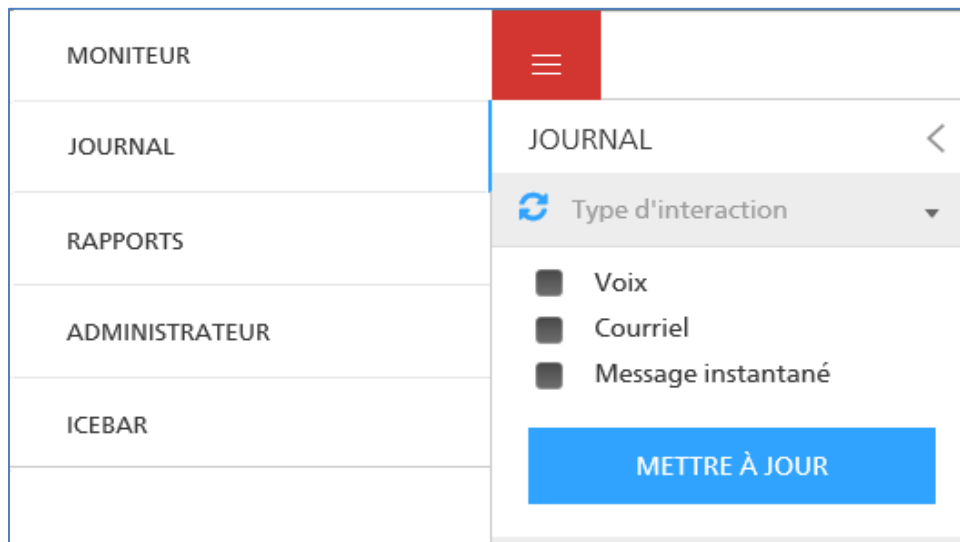 MONITEUR
JOURNAL
RAPPORTS
ADMINISTRATEUR
ICEBAR
JOURNAL
Type d'interaction
Voix
Courriel
Message instantané
METTRE À JOUR